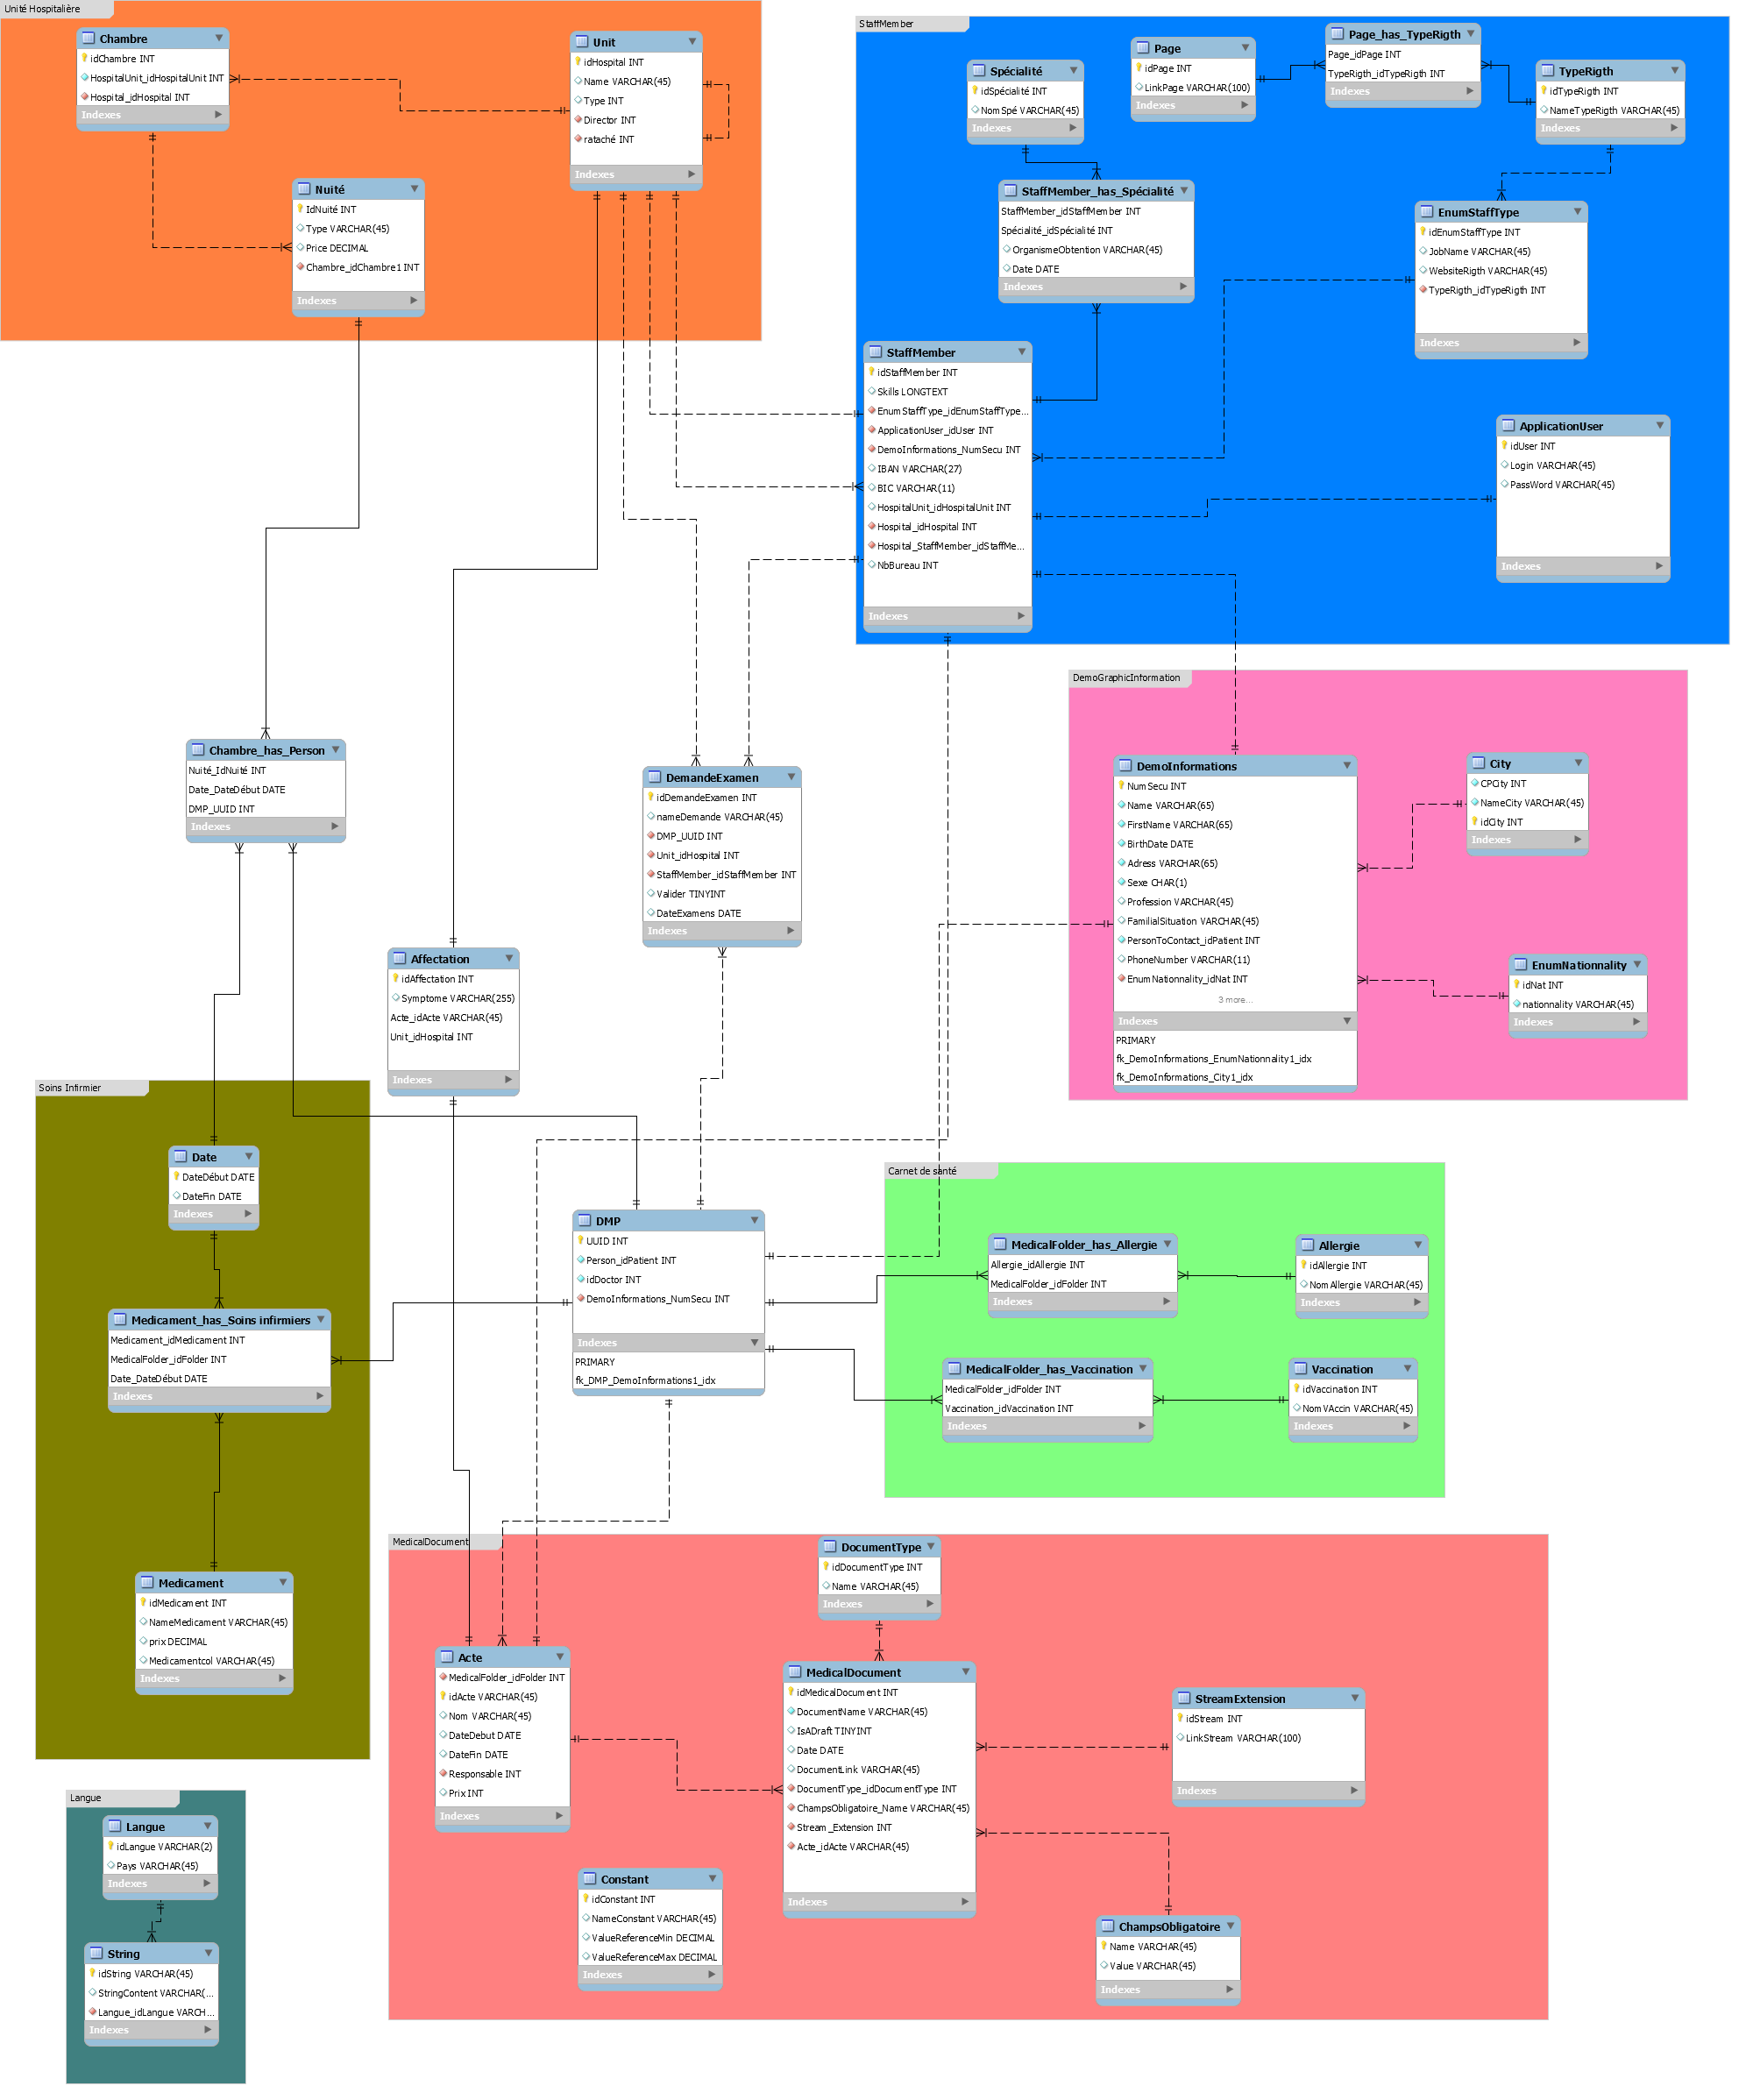 Unité Hospitalière
Chambre
idChambre INT
HospitalUnit_idHospitalUnit INT
Hospital_idHospital INT
Indexes
Unit
idHospital INT
Name VARCHAR(45)
Type INT
Director INT
rataché INT
Indexes
Nuité
IdNuité INT
Type VARCHAR(45)
Price DECIMAL
Chambre_idChambre1 INT
Indexes
StaffMember
Spécialité
idSpécialité INT
NomSpé VARCHAR(45)
Indexes
Page
idPage INT
LinkPage VARCHAR(100)
Indexes
Page_has_TypeRigth
Page_idPage INT
TypeRigth_idTypeRigth INT
Indexes
TypeRigth
idTypeRigth INT
NameTypeRigth VARCHAR(45)
Indexes
StaffMember_has_Spécialité
StaffMember_idStaffMember INT
Spécialité_idSpécialité INT
OrganismeObtention VARCHAR(45)
Date DATE
Indexes
EnumStaffType
idEnumStaffType INT
JobName VARCHAR(45)
WebsiteRigth VARCHAR(45)
TypeRigth_idTypeRigth INT
Indexes
StaffMember
idStaffMember INT
Skills LONGTEXT
EnumStaffType_idEnumStaffType...
ApplicationUser_idUser INT
DemoInformations_NumSecu INT
IBAN VARCHAR(27)
BIC VARCHAR(11)
HospitalUnit_idHospitalUnit INT
Hospital_idHospital INT
Hospital_StaffMember_idStaffMe...
NbBureau INT
Indexes
ApplicationUser
idUser INT
Login VARCHAR(45)
PassWord VARCHAR(45)
Indexes
DemoGraphicInformation
DemoInformations
NumSecu INT
Name VARCHAR(65)
FirstName VARCHAR(65)
BirthDate DATE
Adress VARCHAR(65)
Sexe CHAR(1)
Profession VARCHAR(45)
FamilialSituation VARCHAR(45)
PersonToContact_idPatient INT
PhoneNumber VARCHAR(11)
EnumNationnality_idNat INT
3 more...
Indexes
PRIMARY
fk_DemoInformations_EnumNationnality1_idx
fk_DemoInformations_City1_idx
City
CPCity INT
NameCity VARCHAR(45)
idCity INT
Indexes
EnumNationnality
idNat INT
nationnality VARCHAR(45)
Indexes
Chambre_has_Person
Nuité_IdNuité INT
Date_DateDébut DATE
DMP_UUID INT
Indexes
DemandeExamen
idDemandeExamen INT
nameDemande VARCHAR(45)
DMP_UUID INT
Unit_idHospital INT
StaffMember_idStaffMember INT
Valider TINYINT
DateExamens DATE
Indexes
Affectation
idAffectation INT
Symptome VARCHAR(255)
Acte_idActe VARCHAR(45)
Unit_idHospital INT
Indexes
Soins Infirmier
Date
DateDébut DATE
DateFin DATE
Indexes
Medicament_has_Soins infirmiers
Medicament_idMedicament INT
MedicalFolder_idFolder INT
Date_DateDébut DATE
Indexes
Medicament
idMedicament INT
NameMedicament VARCHAR(45)
prix DECIMAL
Medicamentcol VARCHAR(45)
Indexes
DMP
UUID INT
Person_idPatient INT
idDoctor INT
DemoInformations_NumSecu INT
Indexes
PRIMARY
fk_DMP_DemoInformations1_idx
Carnet de santé
MedicalFolder_has_Allergie
Allergie_idAllergie INT
MedicalFolder_idFolder INT
Indexes
Allergie
idAllergie INT
NomAllergie VARCHAR(45)
Indexes
MedicalFolder_has_Vaccination
MedicalFolder_idFolder INT
Vaccination_idVaccination INT
Indexes
Vaccination
idVaccination INT
NomVAccin VARCHAR(45)
Indexes
MedicalDocument
DocumentType
idDocumentType INT
Name VARCHAR(45)
Indexes
Acte
MedicalFolder_idFolder INT
idActe VARCHAR(45)
Nom VARCHAR(45)
DateDebut DATE
DateFin DATE
Responsable INT
Prix INT
Indexes
MedicalDocument
idMedicalDocument INT
DocumentName VARCHAR(45)
IsADraft TINYINT
Date DATE
DocumentLink VARCHAR(45)
DocumentType_idDocumentType INT
ChampsObligatoire_Name VARCHAR(45)
Stream_Extension INT
Acte_idActe VARCHAR(45)
Indexes
StreamExtension
idStream INT
LinkStream VARCHAR(100)
Indexes
Constant
idConstant INT
NameConstant VARCHAR(45)
ValueReferenceMin DECIMAL
ValueReferenceMax DECIMAL
Indexes
ChampsObligatoire
Name VARCHAR(45)
Value VARCHAR(45)
Indexes
Langue
Langue
idLangue VARCHAR(2)
Pays VARCHAR(45)
Indexes
String
idString VARCHAR(45)
StringContent VARCHAR(...
Langue_idLangue VARCH...
Indexes